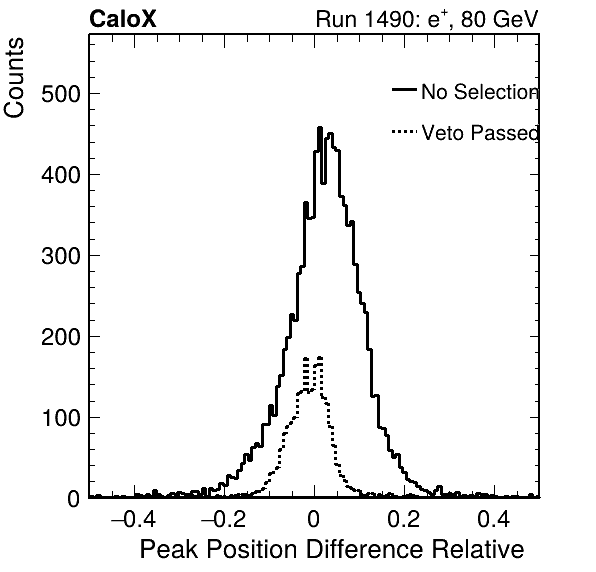 CaloX Run 1490: e⁺, 80 GeV
Counts
No Selection
Veto Passed
500
400
300
200
100
0
−0.4 −0.2 0 0.2 0.4
Peak Position Difference Relative